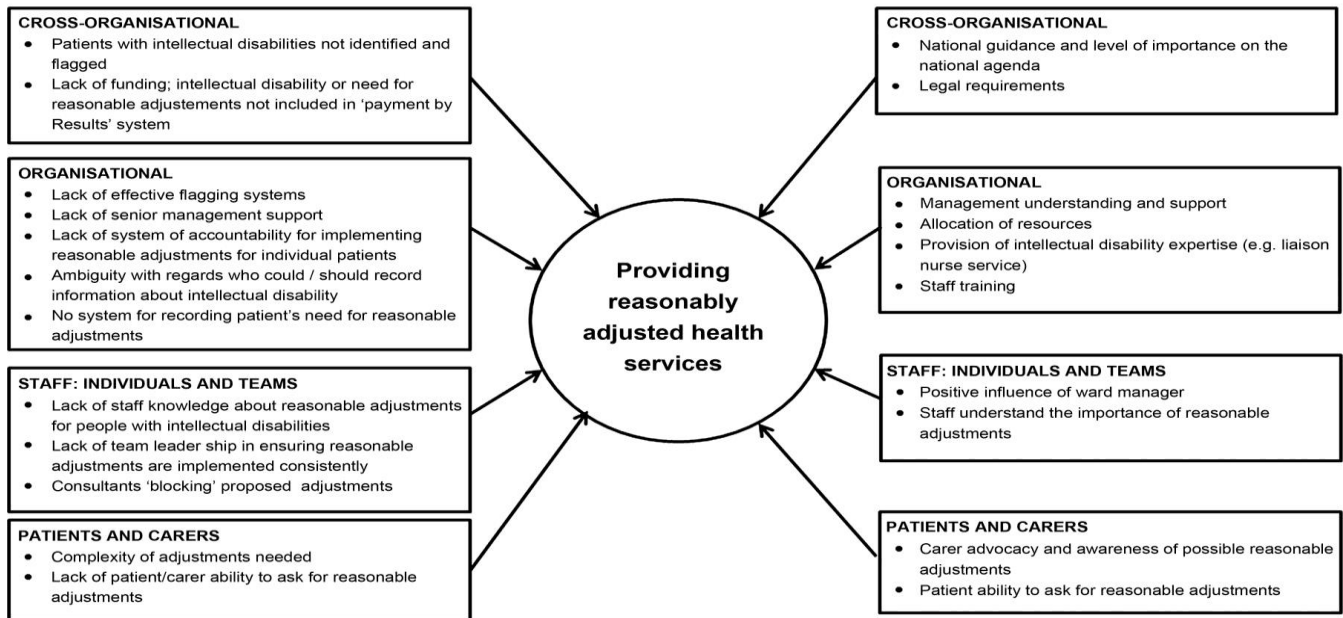 CROSS-ORGANISATIONAL
• Patients with intellectual disabilities not identified and
flagged
• Lack of funding; intellectual disability or need for
reasonable adjustements not included in ‘payment by
Results’ system
ORGANISATIONAL
• Lack of effective flagging systems
• Lack of senior management support
• Lack of system of accountability for implementing
reasonable adjustments for individual patients
• Ambiguity with regards who could / should record
information about intellectual disability
• No system for recording patient’s need for reasonable
adjustments
STAFF: INDIVIDUALS AND TEAMS
• Lack of staff knowledge about reasonable adjustments
for people with intellectual disabilities
• Lack of team leader ship in ensuring reasonable
adjustments are implemented consistently
• Consultants ‘blocking’ proposed adjustments
PATIENTS AND CARERS
• Complexity of adjustments needed
• Lack of patient/carer ability to ask for reasonable
adjustments
Providing
reasonably
adjusted health
services
CROSS-ORGANISATIONAL
• National guidance and level of importance on the
national agenda
• Legal requirements
ORGANISATIONAL
• Management understanding and support
• Allocation of resources
• Provision of intellectual disability expertise (e.g. liaison
nurse service)
• Staff training
STAFF: INDIVIDUALS AND TEAMS
• Positive influence of ward manager
• Staff understand the importance of reasonable
adjustments
PATIENTS AND CARERS
• Carer advocacy and awareness of possible reasonable
adjustments
• Patient ability to ask for reasonable adjustments